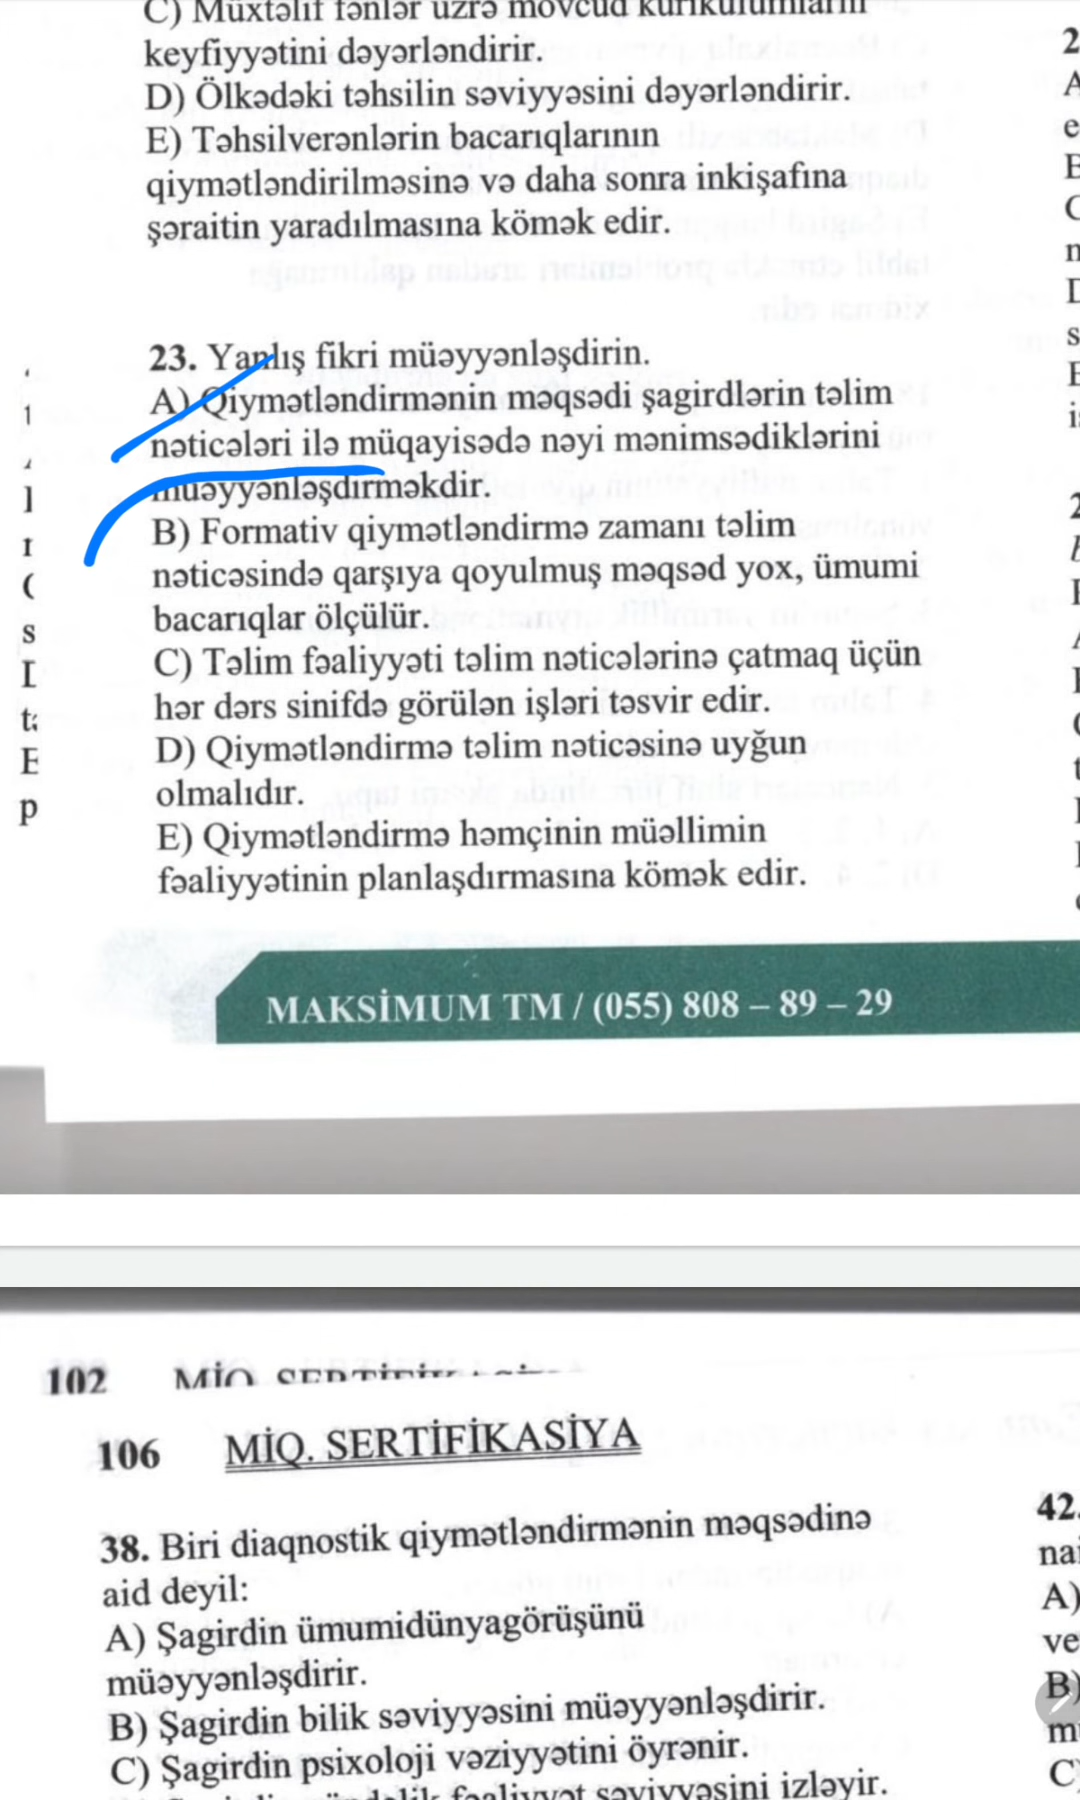 C) Müxtəlif fənlər üzrə mövcud kurikulumların
keyfiyyətini dəyərləndirir.
D) Ölkədəki təhsilin səviyyəsini dəyərləndirir.
E) Təhsilverənlərin bacarıqlarının
qiymətləndirilməsinə və daha sonra inkişafına
şəraitin yaradılmasına kömək edir.
23. Yanlış fikri müəyyənləşdirin.
A) Qiymətləndirmənin məqsədi şagirdlərin təlim
nəticələri ilə müqayisədə nəyi mənimsədiklərini
müəyyənləşdirməkdir.
B) Formativ qiymətləndirmə zamanı təlim
nəticəsində qarşıya qoyulmuş məqsəd yox, ümumi
bacarıqlar ölçülür.
C) Təlim fəaliyyəti təlim nəticələrinə çatmaq üçün
hər dərs sinifdə görülən işləri təsvir edir.
D) Qiymətləndirmə təlim nəticəsinə uyğun
olmalıdır.
E) Qiymətləndirmə həmçinin müəllimin
fəaliyyətinin planlaşdırmasına kömək edir.
MAKSİMUM TM / (055) 808 – 89 – 29
102 MİQ
106 MİQ. SERTİFİKASİYA
38. Biri diaqnostik qiymətləndirmənin məqsədinə
aid deyil:
A) Şagirdin ümumidünyagörüşünü
müəyyənləşdirir.
B) Şagirdin bilik səviyyəsini müəyyənləşdirir.
C) Şagirdin psixoloji vəziyyətini öyrənir.
fəaliyyət səviyyəsini izləyir.
42.
A)
B)